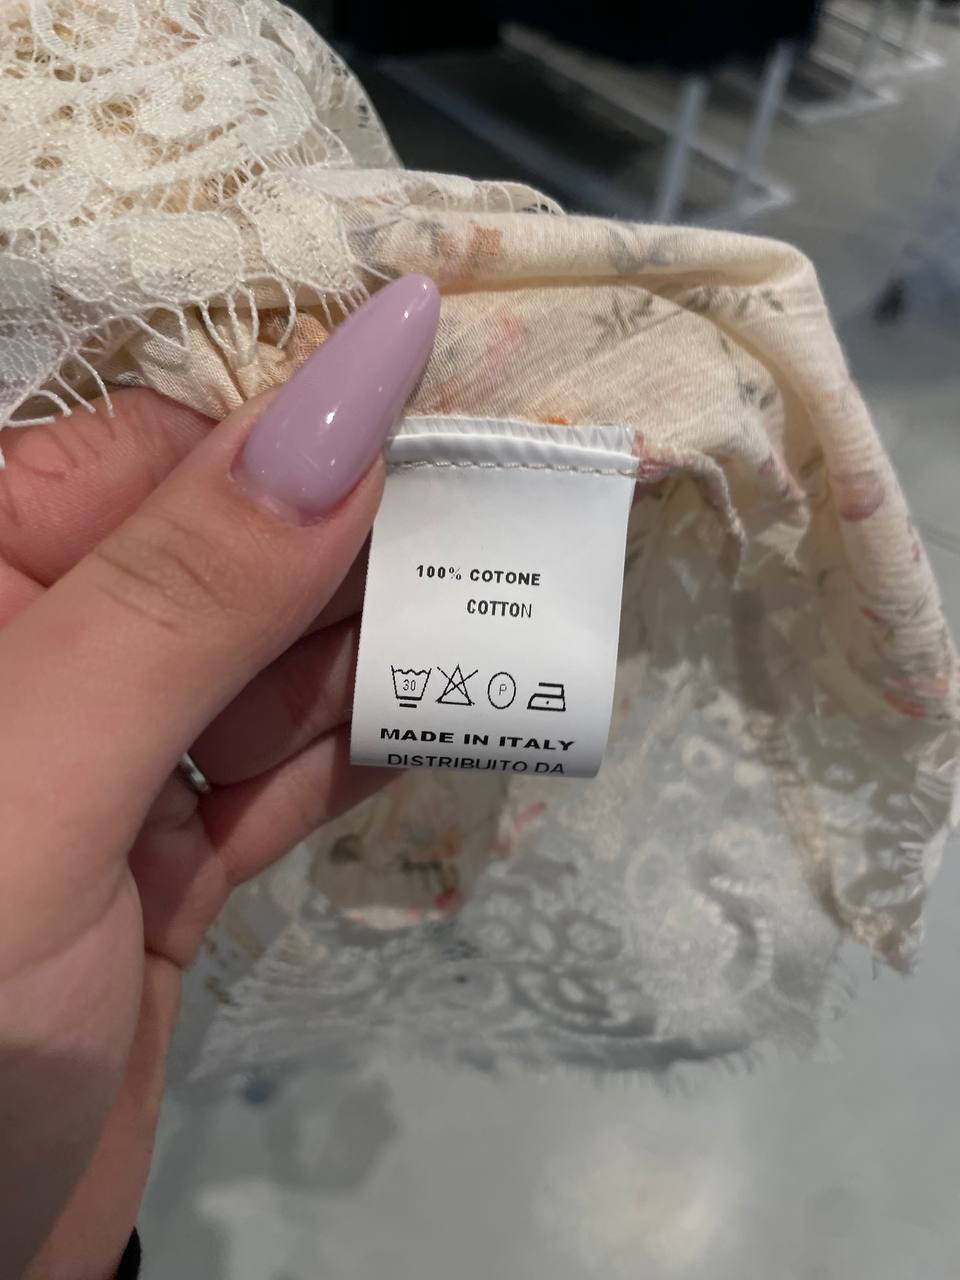 100% COTONE
COTTON
30 P
MADE IN ITALY
DISTRIBUITO DA